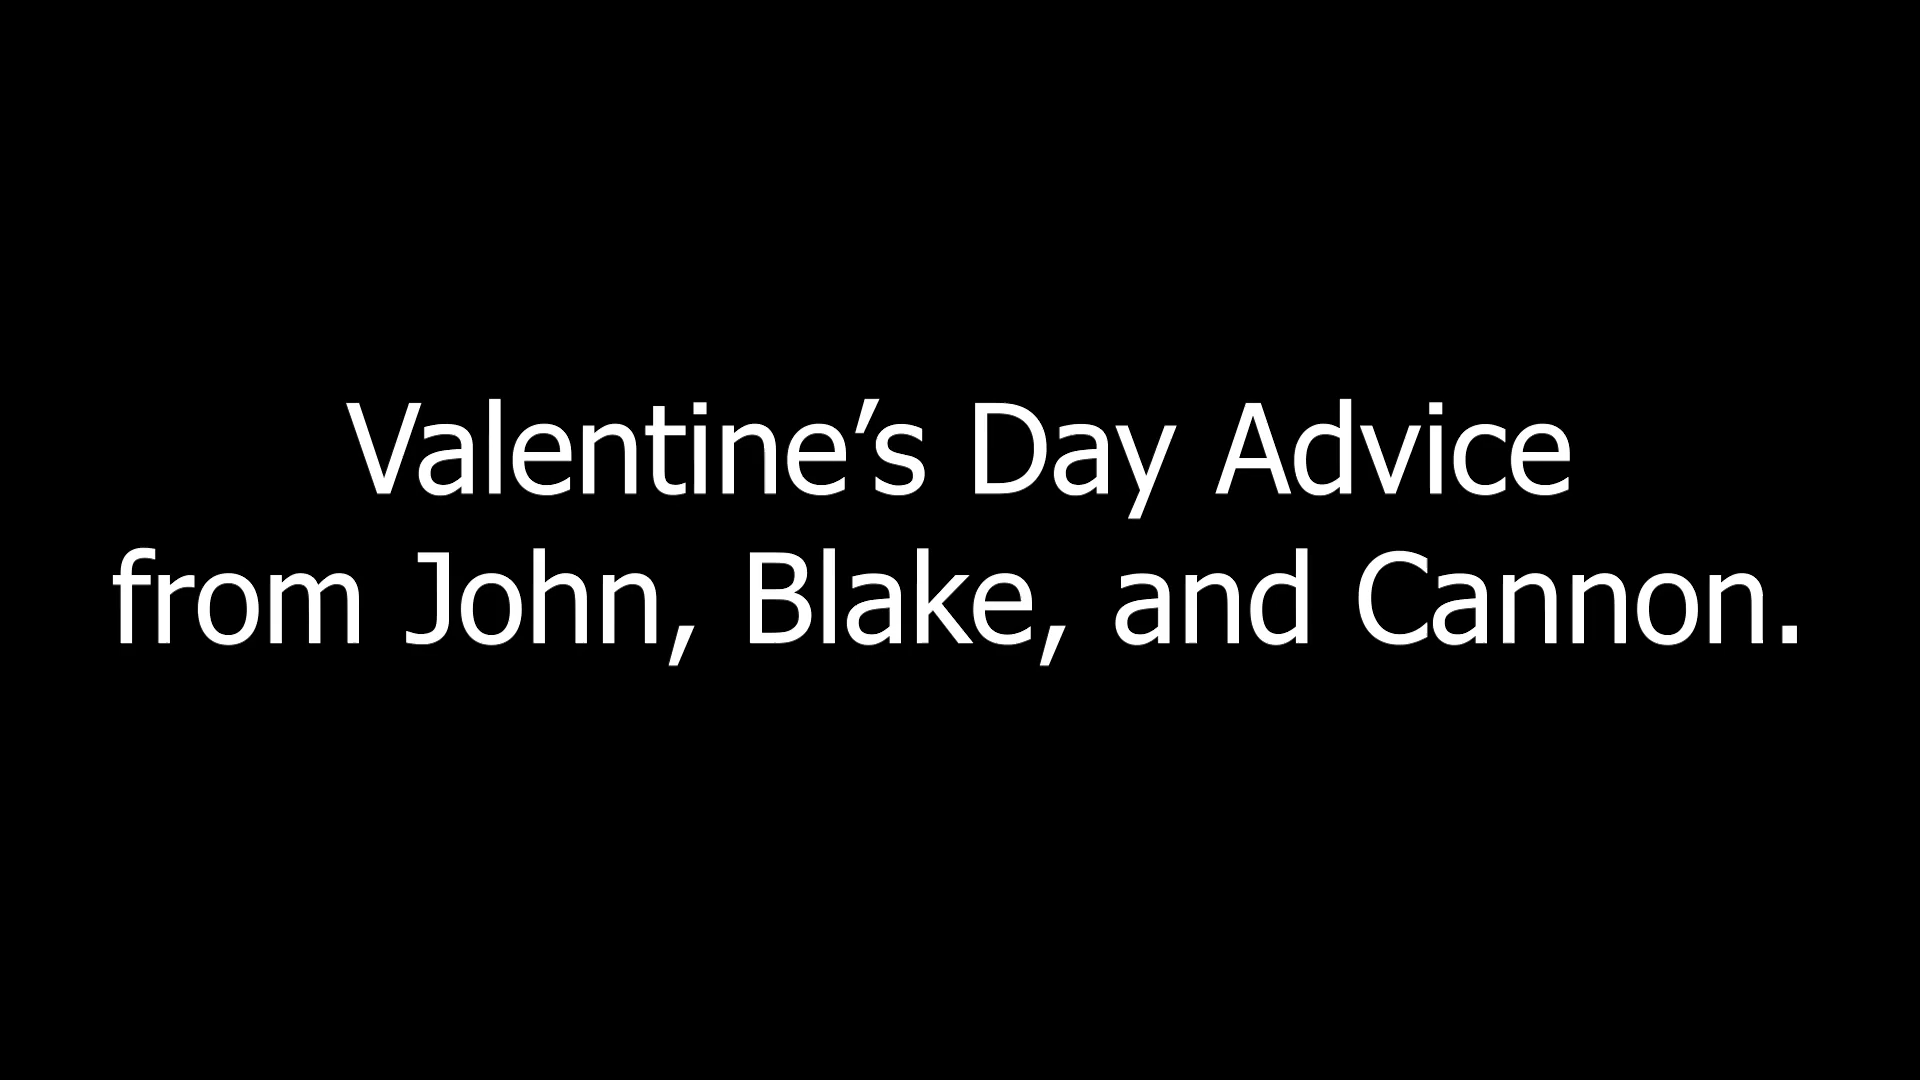 Valentine’s Day Advice
from John, Blake, and Cannon.